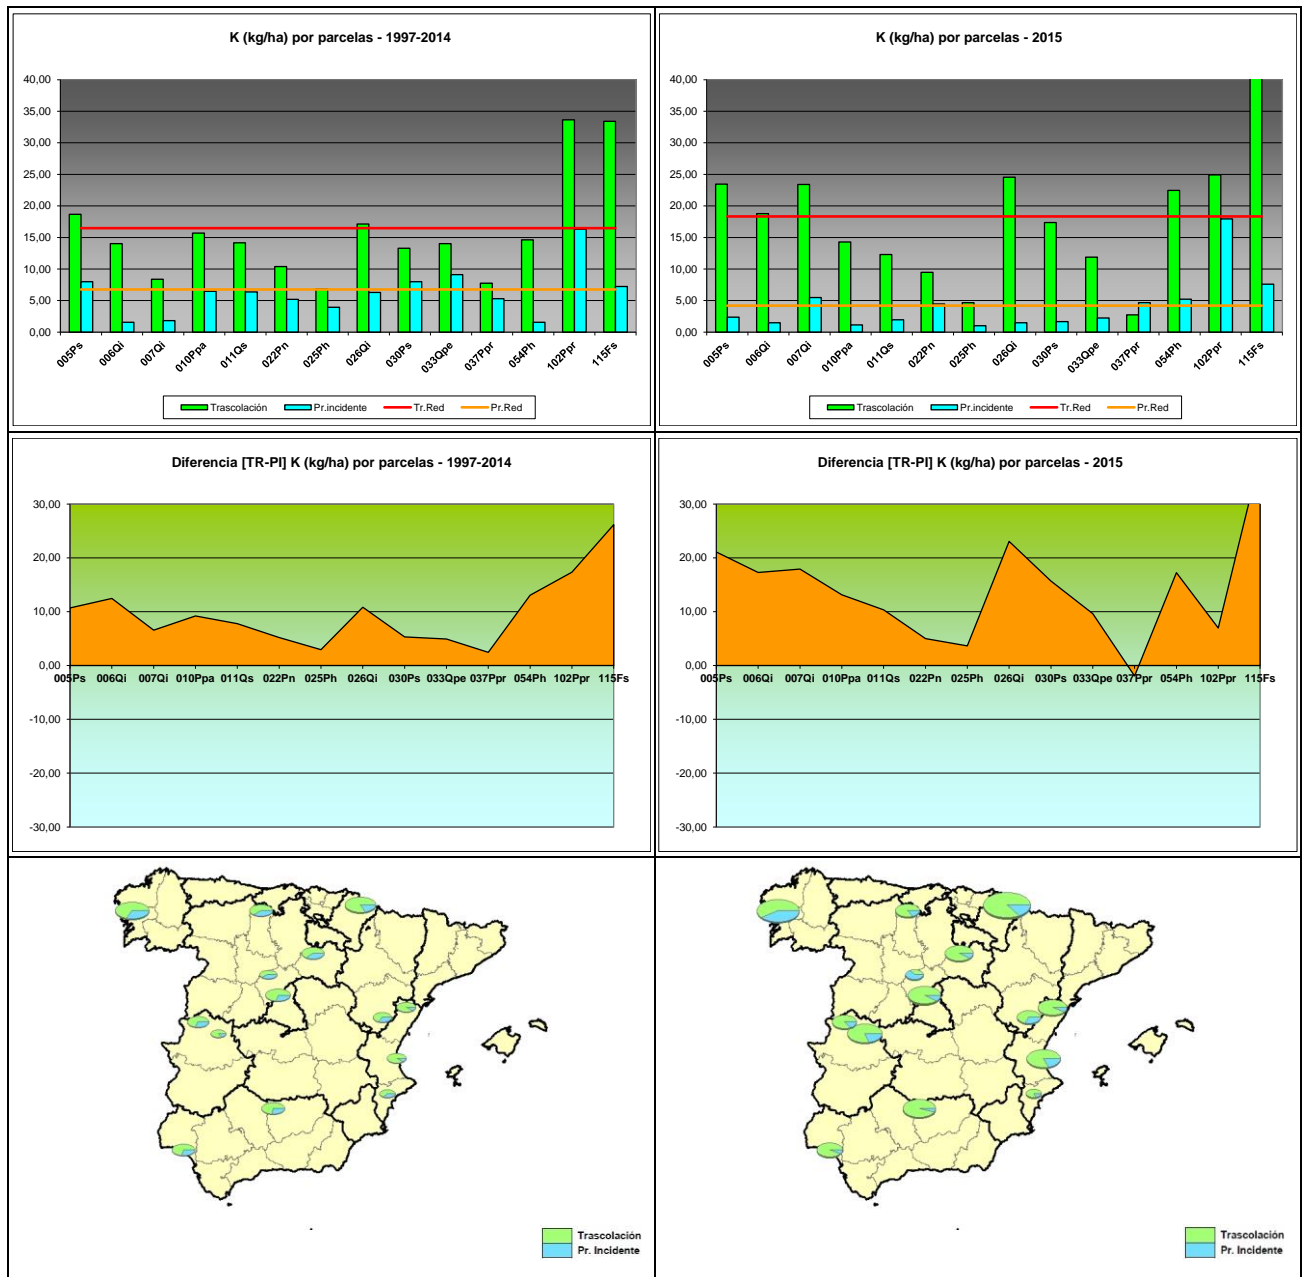 K (kg/ha) por parcelas - 1997-2014
40,00
35,00
30,00
25,00
20,00
15,00
10,00
5,00
0,00
005Ps 006Qi 007Qi 010Ppa 011Qs 022Pn 025Ph 026Qi 030Ps 033Qpe 037Ppr 054Ph 102Ppr 115Fs
Trascolación Pr.incidente Tr.Red Pr.Red
K (kg/ha) por parcelas - 2015
40,00
35,00
30,00
25,00
20,00
15,00
10,00
5,00
0,00
005Ps 006Qi 007Qi 010Ppa 011Qs 022Pn 025Ph 026Qi 030Ps 033Qpe 037Ppr 054Ph 102Ppr 115Fs
Trascolación Pr.incidente Tr.Red Pr.Red
Diferencia [TR-PI] K (kg/ha) por parcelas - 1997-2014
30,00
20,00
10,00
0,00
005Ps 006Qi 007Qi 010Ppa 011Qs 022Pn 025Ph 026Qi 030Ps 033Qpe 037Ppr 054Ph 102Ppr 115Fs
-10,00
-20,00
-30,00
Diferencia [TR-PI] K (kg/ha) por parcelas - 2015
30,00
20,00
10,00
0,00
005Ps 006Qi 007Qi 010Ppa 011Qs 022Pn 025Ph 026Qi 030Ps 033Qpe 037Ppr 054Ph 102Ppr 115Fs
-10,00
-20,00
-30,00
Trascolación
Pr. Incidente
Trascolación
Pr. Incidente